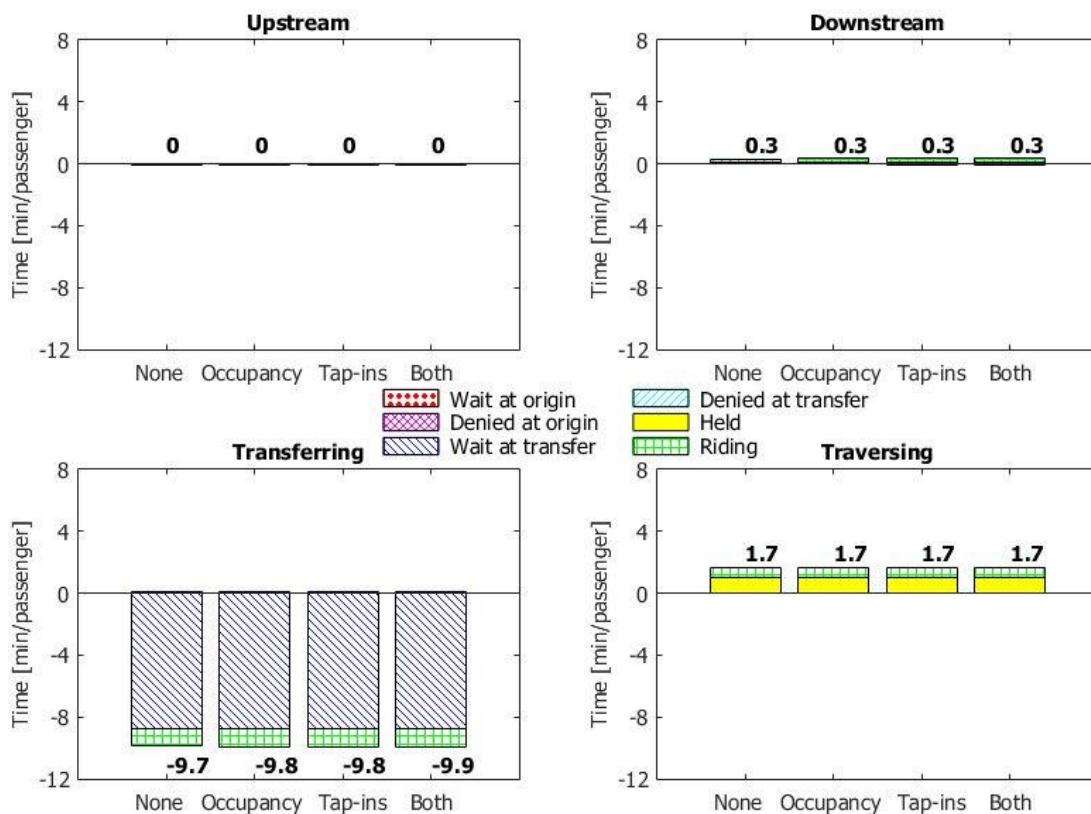 Upstream
8
4
0
-4
-8
-12
Time [min/passenger]
0 0 0 0
None Occupancy Tap-ins Both
Downstream
8
4
0
-4
-8
-12
Time [min/passenger]
0.3 0.3 0.3 0.3
None Occupancy Tap-ins Both
Wait at origin
Denied at origin
Wait at transfer
Denied at transfer
Held
Riding
Transferring
8
4
0
-4
-8
-12
Time [min/passenger]
-9.7 -9.8 -9.8 -9.9
None Occupancy Tap-ins Both
Traversing
8
4
0
-4
-8
-12
Time [min/passenger]
1.7 1.7 1.7 1.7
None Occupancy Tap-ins Both